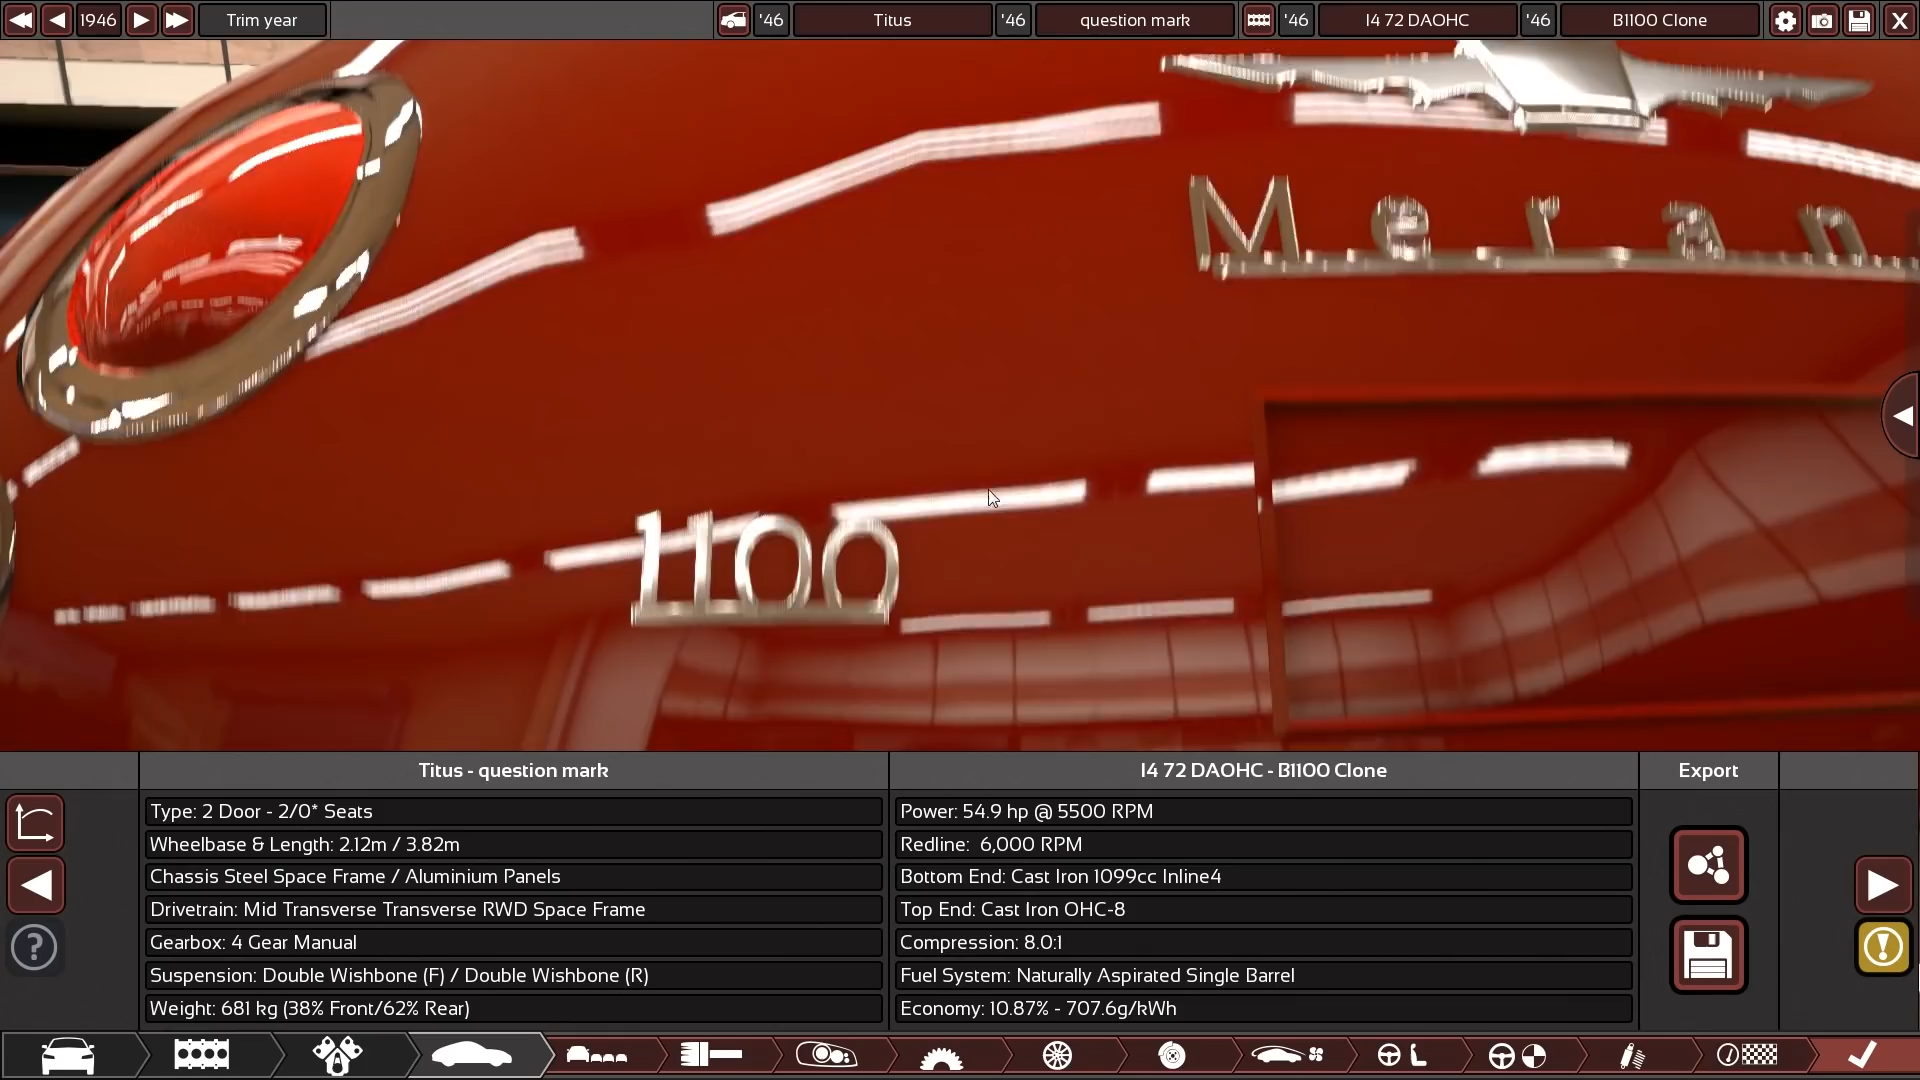 1946 Trim year '46 Titus '46 question mark '46 I4 72 DAOHC '46 B1100 Clone X
Meran
1100
Titus - question mark
Type: 2 Door - 2/0* Seats
Wheelbase & Length: 2.12m / 3.82m
Chassis Steel Space Frame / Aluminium Panels
Drivetrain: Mid Transverse Transverse RWD Space Frame
Gearbox: 4 Gear Manual
Suspension: Double Wishbone (F) / Double Wishbone (R)
Weight: 681 kg (38% Front/62% Rear)
I4 72 DAOHC - B1100 Clone
Power: 54.9 hp @ 5500 RPM
Redline: 6,000 RPM
Bottom End: Cast Iron 1099cc Inline4
Top End: Cast Iron OHC-8
Compression: 8.0:1
Fuel System: Naturally Aspirated Single Barrel
Economy: 10.87% - 707.6g/kWh
Export
?
!